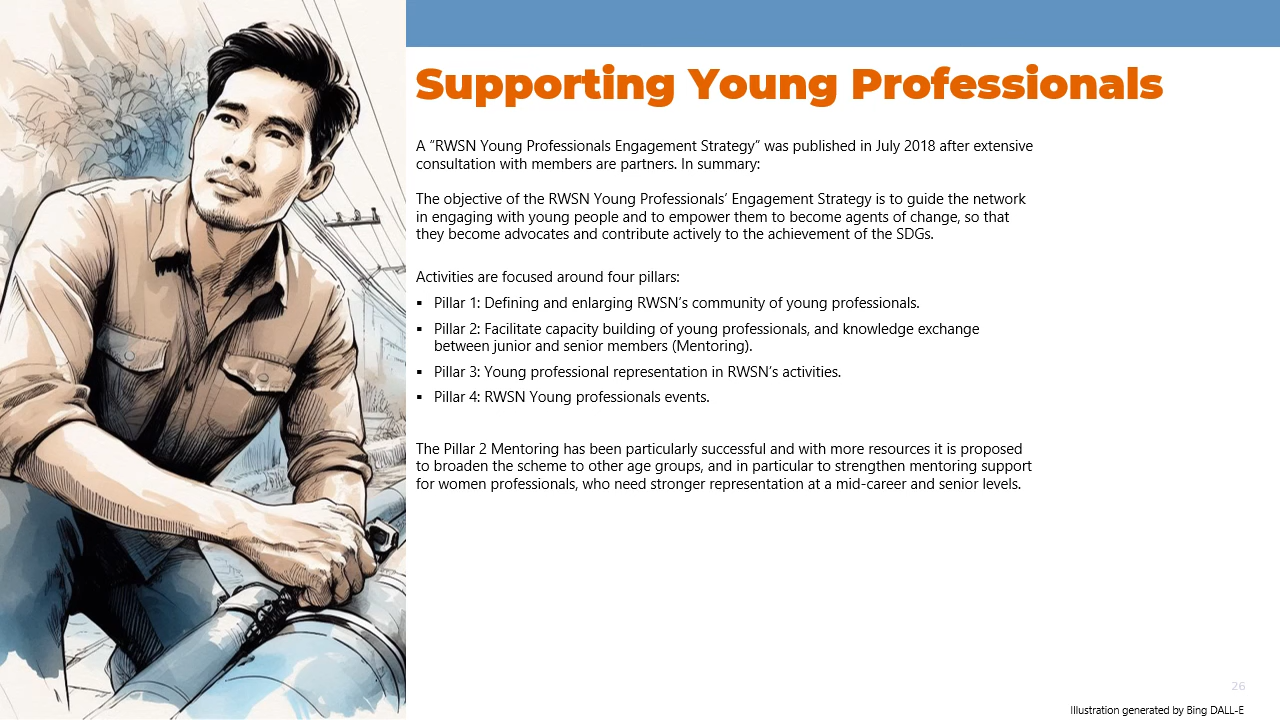 Supporting Young Professionals
A “RWSN Young Professionals Engagement Strategy” was published in July 2018 after extensive
consultation with members are partners. In summary:
The objective of the RWSN Young Professionals’ Engagement Strategy is to guide the network
in engaging with young people and to empower them to become agents of change, so that
they become advocates and contribute actively to the achievement of the SDGs.
Activities are focused around four pillars:
▪ Pillar 1: Defining and enlarging RWSN’s community of young professionals.
▪ Pillar 2: Facilitate capacity building of young professionals, and knowledge exchange
between junior and senior members (Mentoring).
▪ Pillar 3: Young professional representation in RWSN’s activities.
▪ Pillar 4: RWSN Young professionals events.
The Pillar 2 Mentoring has been particularly successful and with more resources it is proposed
to broaden the scheme to other age groups, and in particular to strengthen mentoring support
for women professionals, who need stronger representation at a mid-career and senior levels.
26
Illustration generated by Bing DALL-E